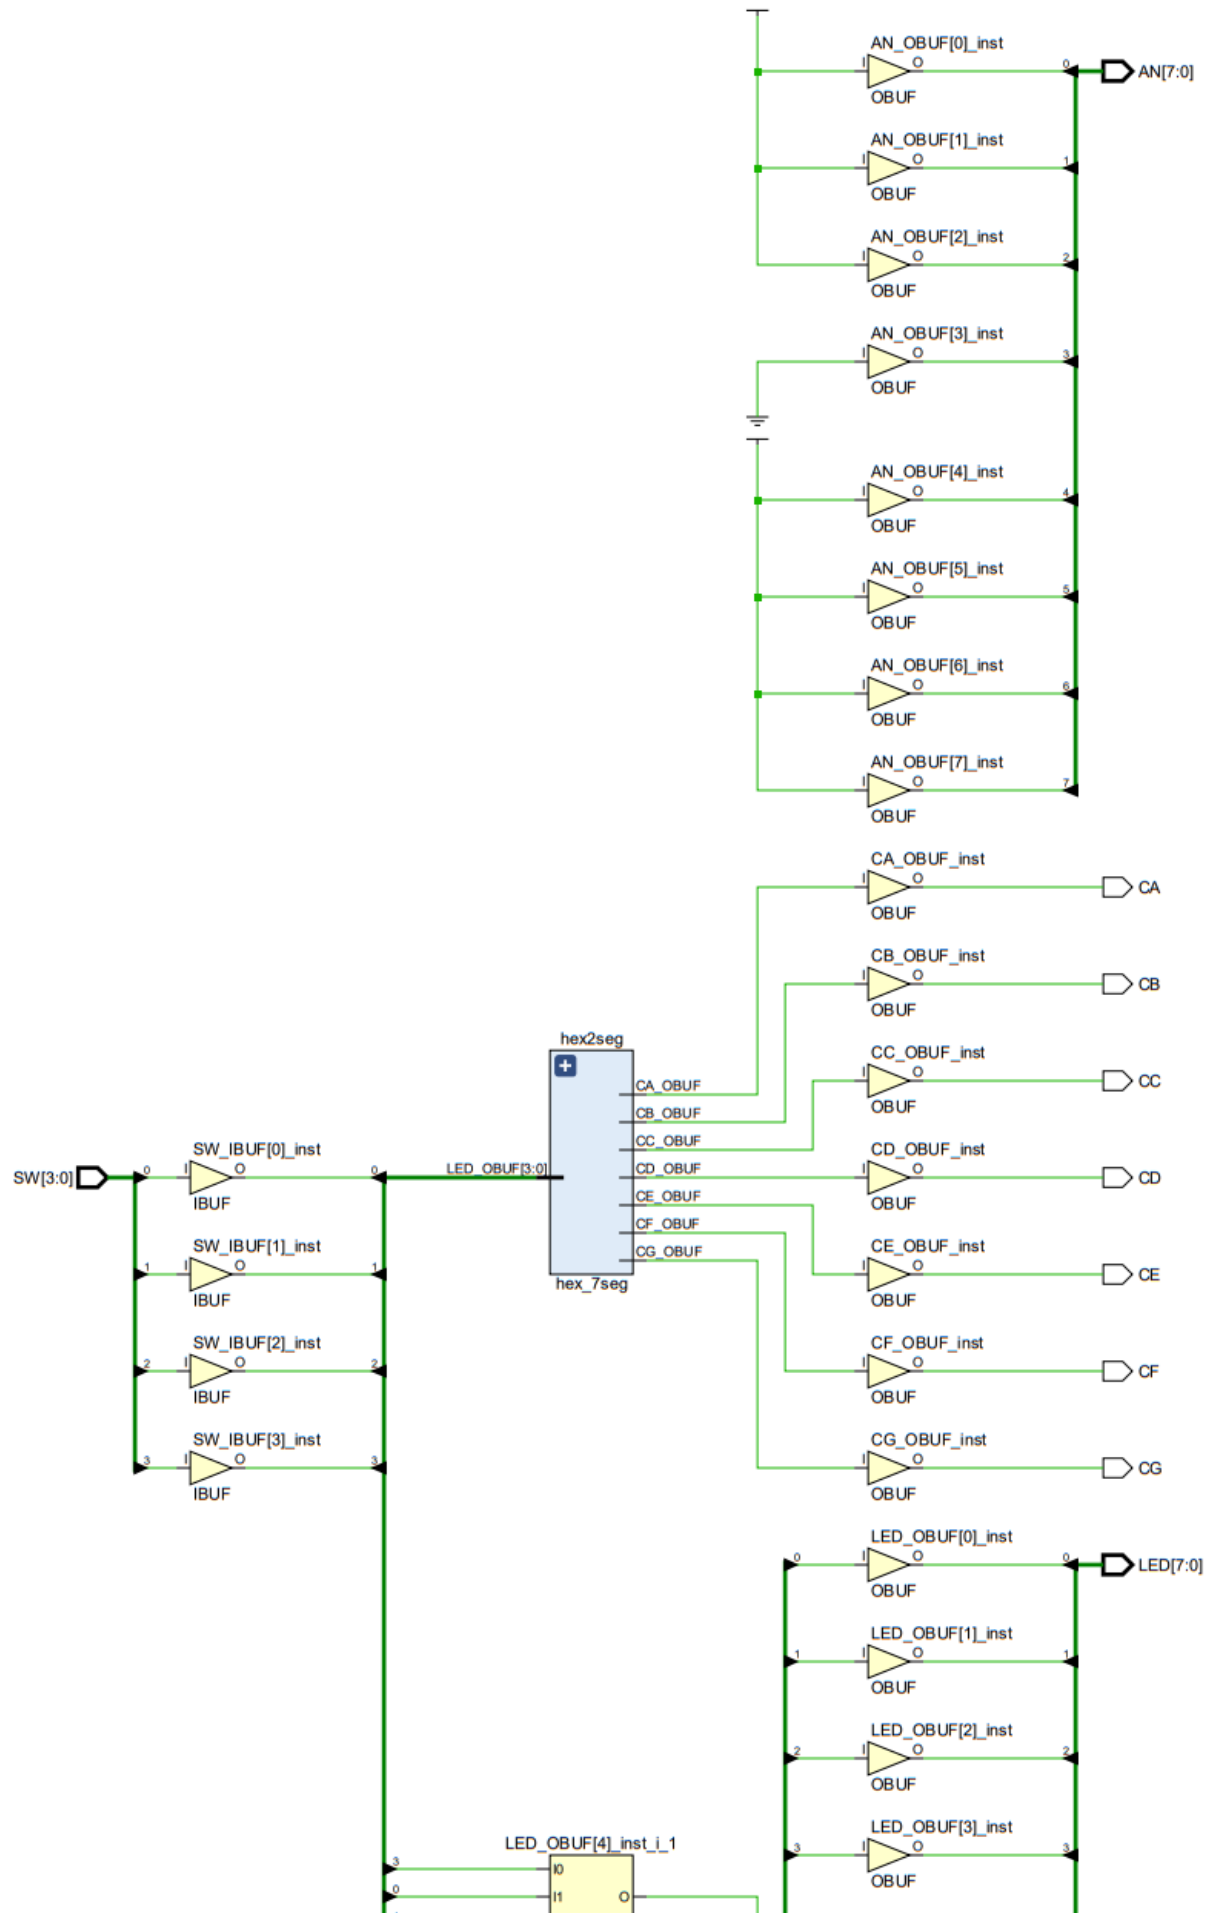 AN_OBUF[0]_inst
I O 0 AN[7:0]
OBUF
AN_OBUF[1]_inst
I O 1
OBUF
AN_OBUF[2]_inst
I O 2
OBUF
AN_OBUF[3]_inst
I O 3
OBUF
AN_OBUF[4]_inst
I O 4
OBUF
AN_OBUF[5]_inst
I O 5
OBUF
AN_OBUF[6]_inst
I O 6
OBUF
AN_OBUF[7]_inst
I O 7
OBUF
CA_OBUF_inst
I O CA
OBUF
CB_OBUF_inst
I O CB
OBUF
hex2seg
CC_OBUF_inst
I O CC
CA_OBUF
OBUF
CB_OBUF
CC_OBUF
SW_IBUF[0]_inst
CD_OBUF_inst
SW[3:0] 0 I O 0 LED_OBUF[3:0] CD_OBUF I O CD
IBUF
CE_OBUF
OBUF
CF_OBUF
SW_IBUF[1]_inst
CG_OBUF
CE_OBUF_inst
1 I O 1
hex_7seg
I O CE
IBUF
OBUF
SW_IBUF[2]_inst
CF_OBUF_inst
2 I O 2
I O CF
IBUF
OBUF
SW_IBUF[3]_inst
CG_OBUF_inst
3 I O 3
I O CG
IBUF
OBUF
LED_OBUF[0]_inst
0 I O 0 LED[7:0]
OBUF
LED_OBUF[1]_inst
1 I O 1
OBUF
LED_OBUF[2]_inst
2 I O 2
OBUF
LED_OBUF[3]_inst
LED_OBUF[4]_inst_i_1
3 I O 3
3 I0
OBUF
0 I1 O